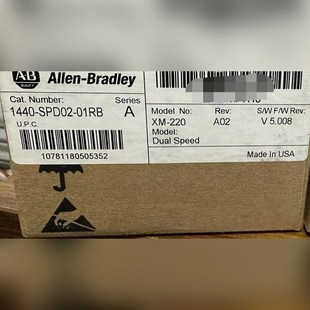 AB Allen-Bradley
Cat. Number: Series
1440-SPD02-01RB A
U.P.C.
10781180505352
Model No: Rev: S/W F/W Rev:
XM-220 A02 V 5.008
Model:
Dual Speed
Made In USA